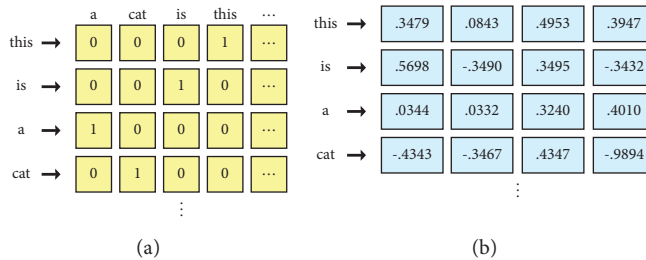 a cat is this ...
this → 0 0 0 1 ...
is → 0 0 1 0 ...
a → 1 0 0 0 ...
cat → 0 1 0 0 ...
⋮
(a)
this → .3479 .0843 .4953 .3947
is → .5698 -.3490 .3495 -.3432
a → .0344 .0332 .3240 .4010
cat → -.4343 -.3467 .4347 -.9894
⋮
(b)